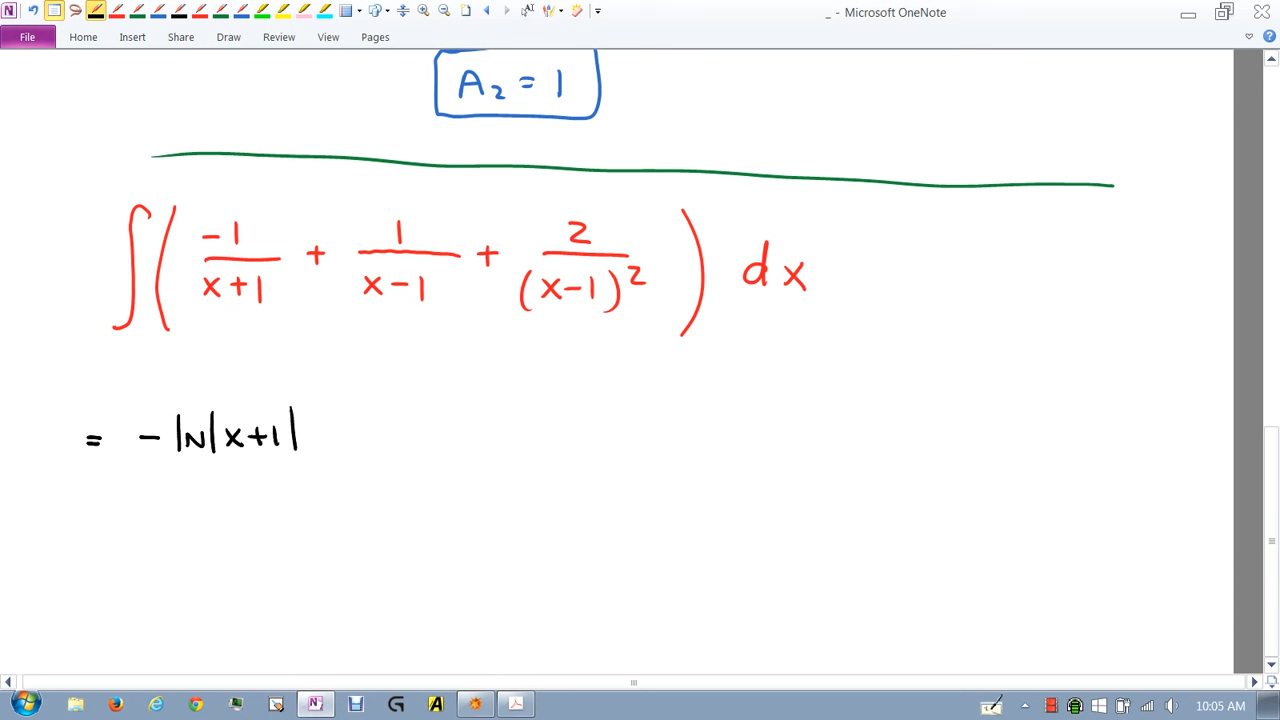 _ - Microsoft OneNote
File Home Insert Share Draw Review View Pages
A₂ = 1
∫ ( -1/(x+1) + 1/(x-1) + 2/(x-1)² ) dx
= - ln|x+1|
10:05 AM